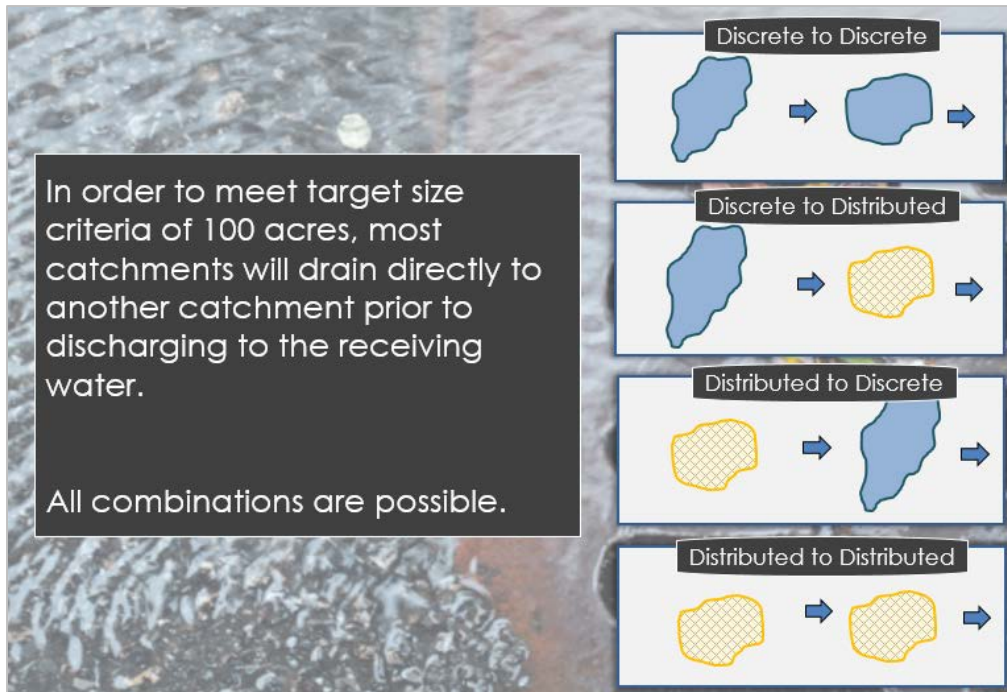 Discrete to Discrete
In order to meet target size
criteria of 100 acres, most
catchments will drain directly to
another catchment prior to
discharging to the receiving
water.
All combinations are possible.
Discrete to Distributed
Distributed to Discrete
Distributed to Distributed